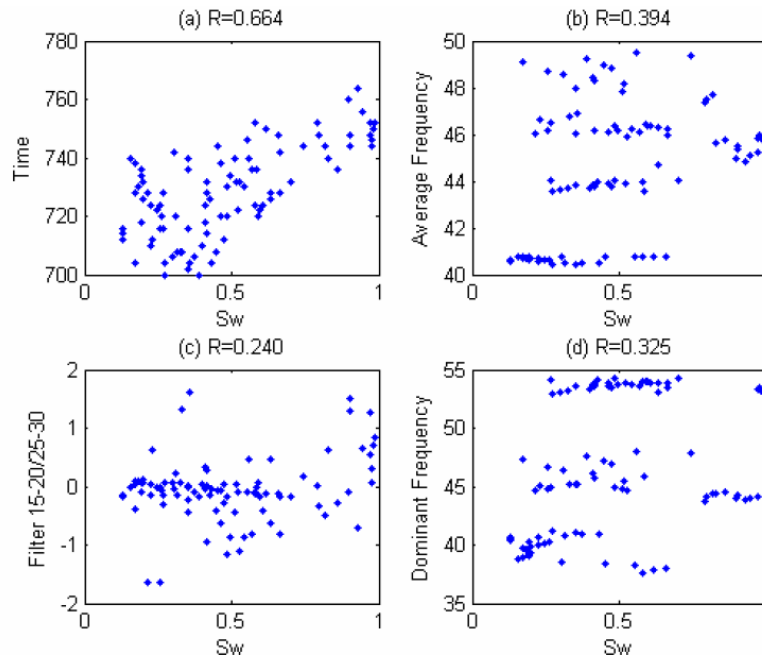 (a) R=0.664
780
760
740
720
700
Time
0
0.5
1
Sw
(b) R=0.394
50
48
46
44
42
40
Average Frequency
0
0.5
Sw
(c) R=0.240
2
1
0
-1
-2
Filter 15-20/25-30
0
0.5
1
Sw
(d) R=0.325
55
50
45
40
35
Dominant Frequency
0
0.5
Sw